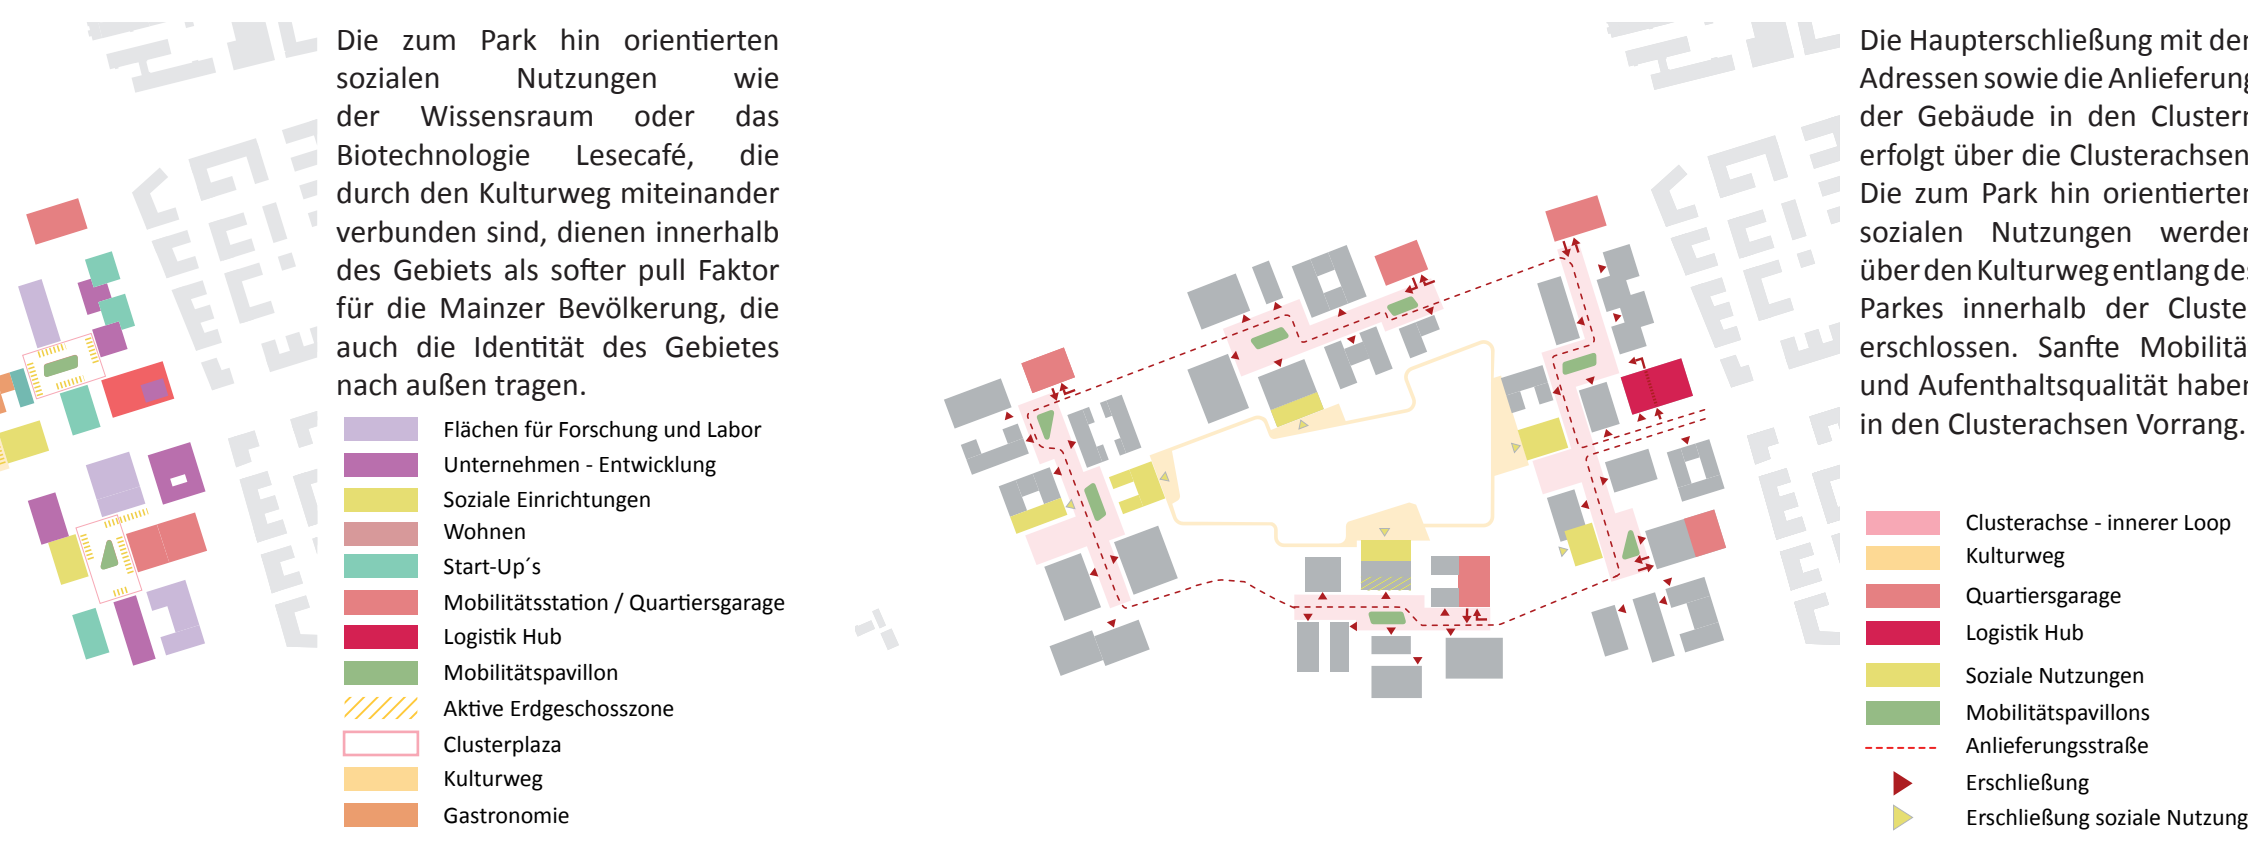 Die zum Park hin orientierten
sozialen Nutzungen wie
der Wissensraum oder das
Biotechnologie Lesecafé, die
durch den Kulturweg miteinander
verbunden sind, dienen innerhalb
des Gebiets als softer pull Faktor
für die Mainzer Bevölkerung, die
auch die Identität des Gebietes
nach außen tragen.
Flächen für Forschung und Labor
Unternehmen - Entwicklung
Soziale Einrichtungen
Wohnen
Start-Up´s
Mobilitätsstation / Quartiersgarage
Logistik Hub
Mobilitätspavillon
Aktive Erdgeschosszone
Clusterplaza
Kulturweg
Gastronomie
Die Haupterschließung mit den
Adressen sowie die Anlieferung
der Gebäude in den Clustern
erfolgt über die Clusterachsen.
Die zum Park hin orientierten
sozialen Nutzungen werden
über den Kulturweg entlang des
Parkes innerhalb der Cluster
erschlossen. Sanfte Mobilität
und Aufenthaltsqualität haben
in den Clusterachsen Vorrang.
Clusterachse - innerer Loop
Kulturweg
Quartiersgarage
Logistik Hub
Soziale Nutzungen
Mobilitätspavillons
Anlieferungsstraße
Erschließung
Erschließung soziale Nutzung